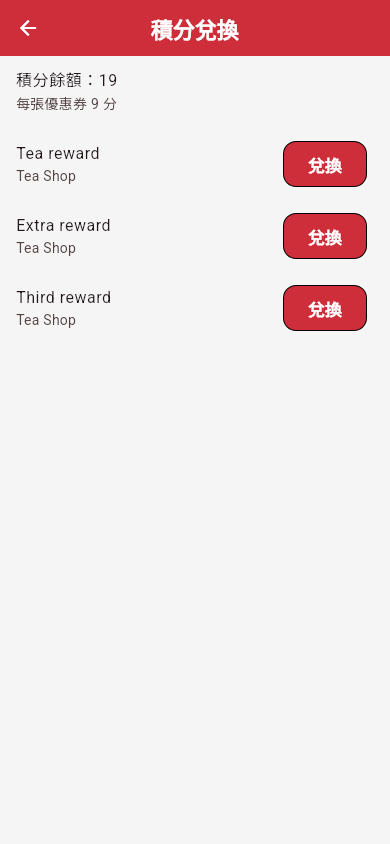 積分兌換
積分餘額：19
每張優惠券 9 分
Tea reward
Tea Shop
兌換
Extra reward
Tea Shop
兌換
Third reward
Tea Shop
兌換